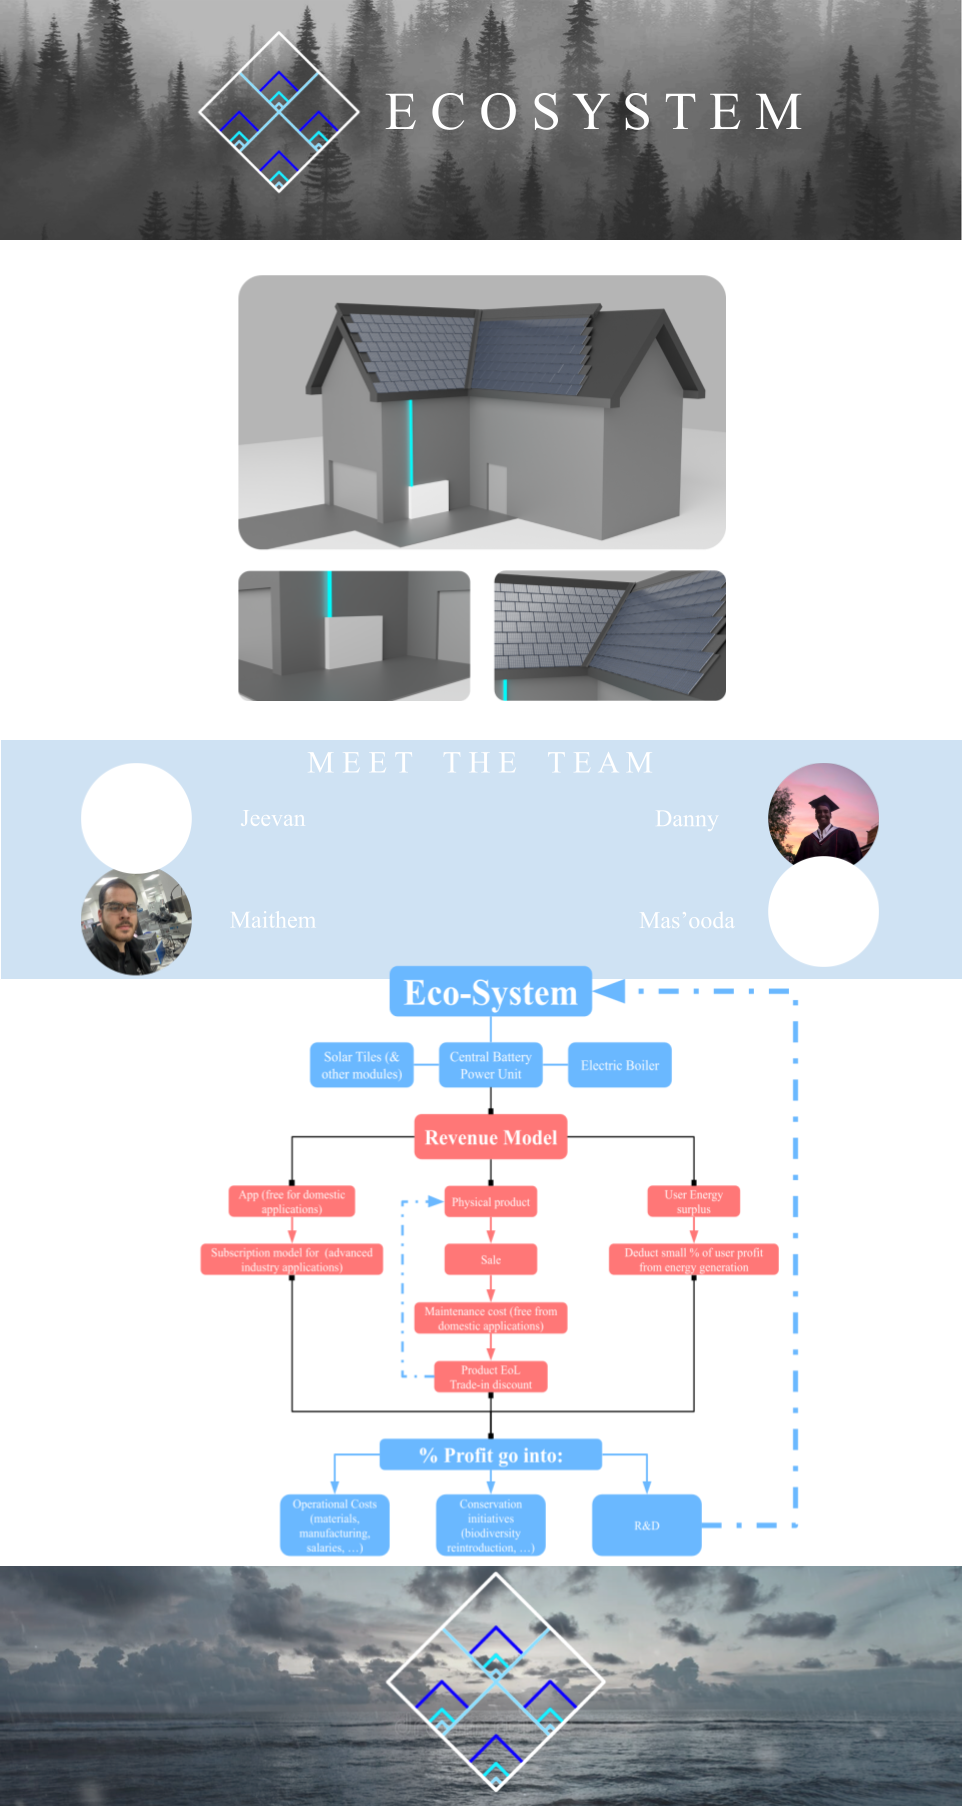 ECOSYSTEM
MEET THE TEAM
Jeevan
Danny
Maithem
Mas’ooda
Eco-System
Solar Tiles (&
other modules)
Central Battery
Power Unit
Electric Boiler
Revenue Model
App (free for domestic
applications)
Physical product
User Energy
surplus
Subscription model for (advanced
industry applications)
Sale
Deduct small % of user profit
from energy generation
Maintenance cost (free from
domestic applications)
Product EoL
Trade-in discount
% Profit go into:
Operational Costs
(materials,
manufacturing,
salaries, …)
Conservation
initiatives
(biodiversity
reintroduction, …)
R&D